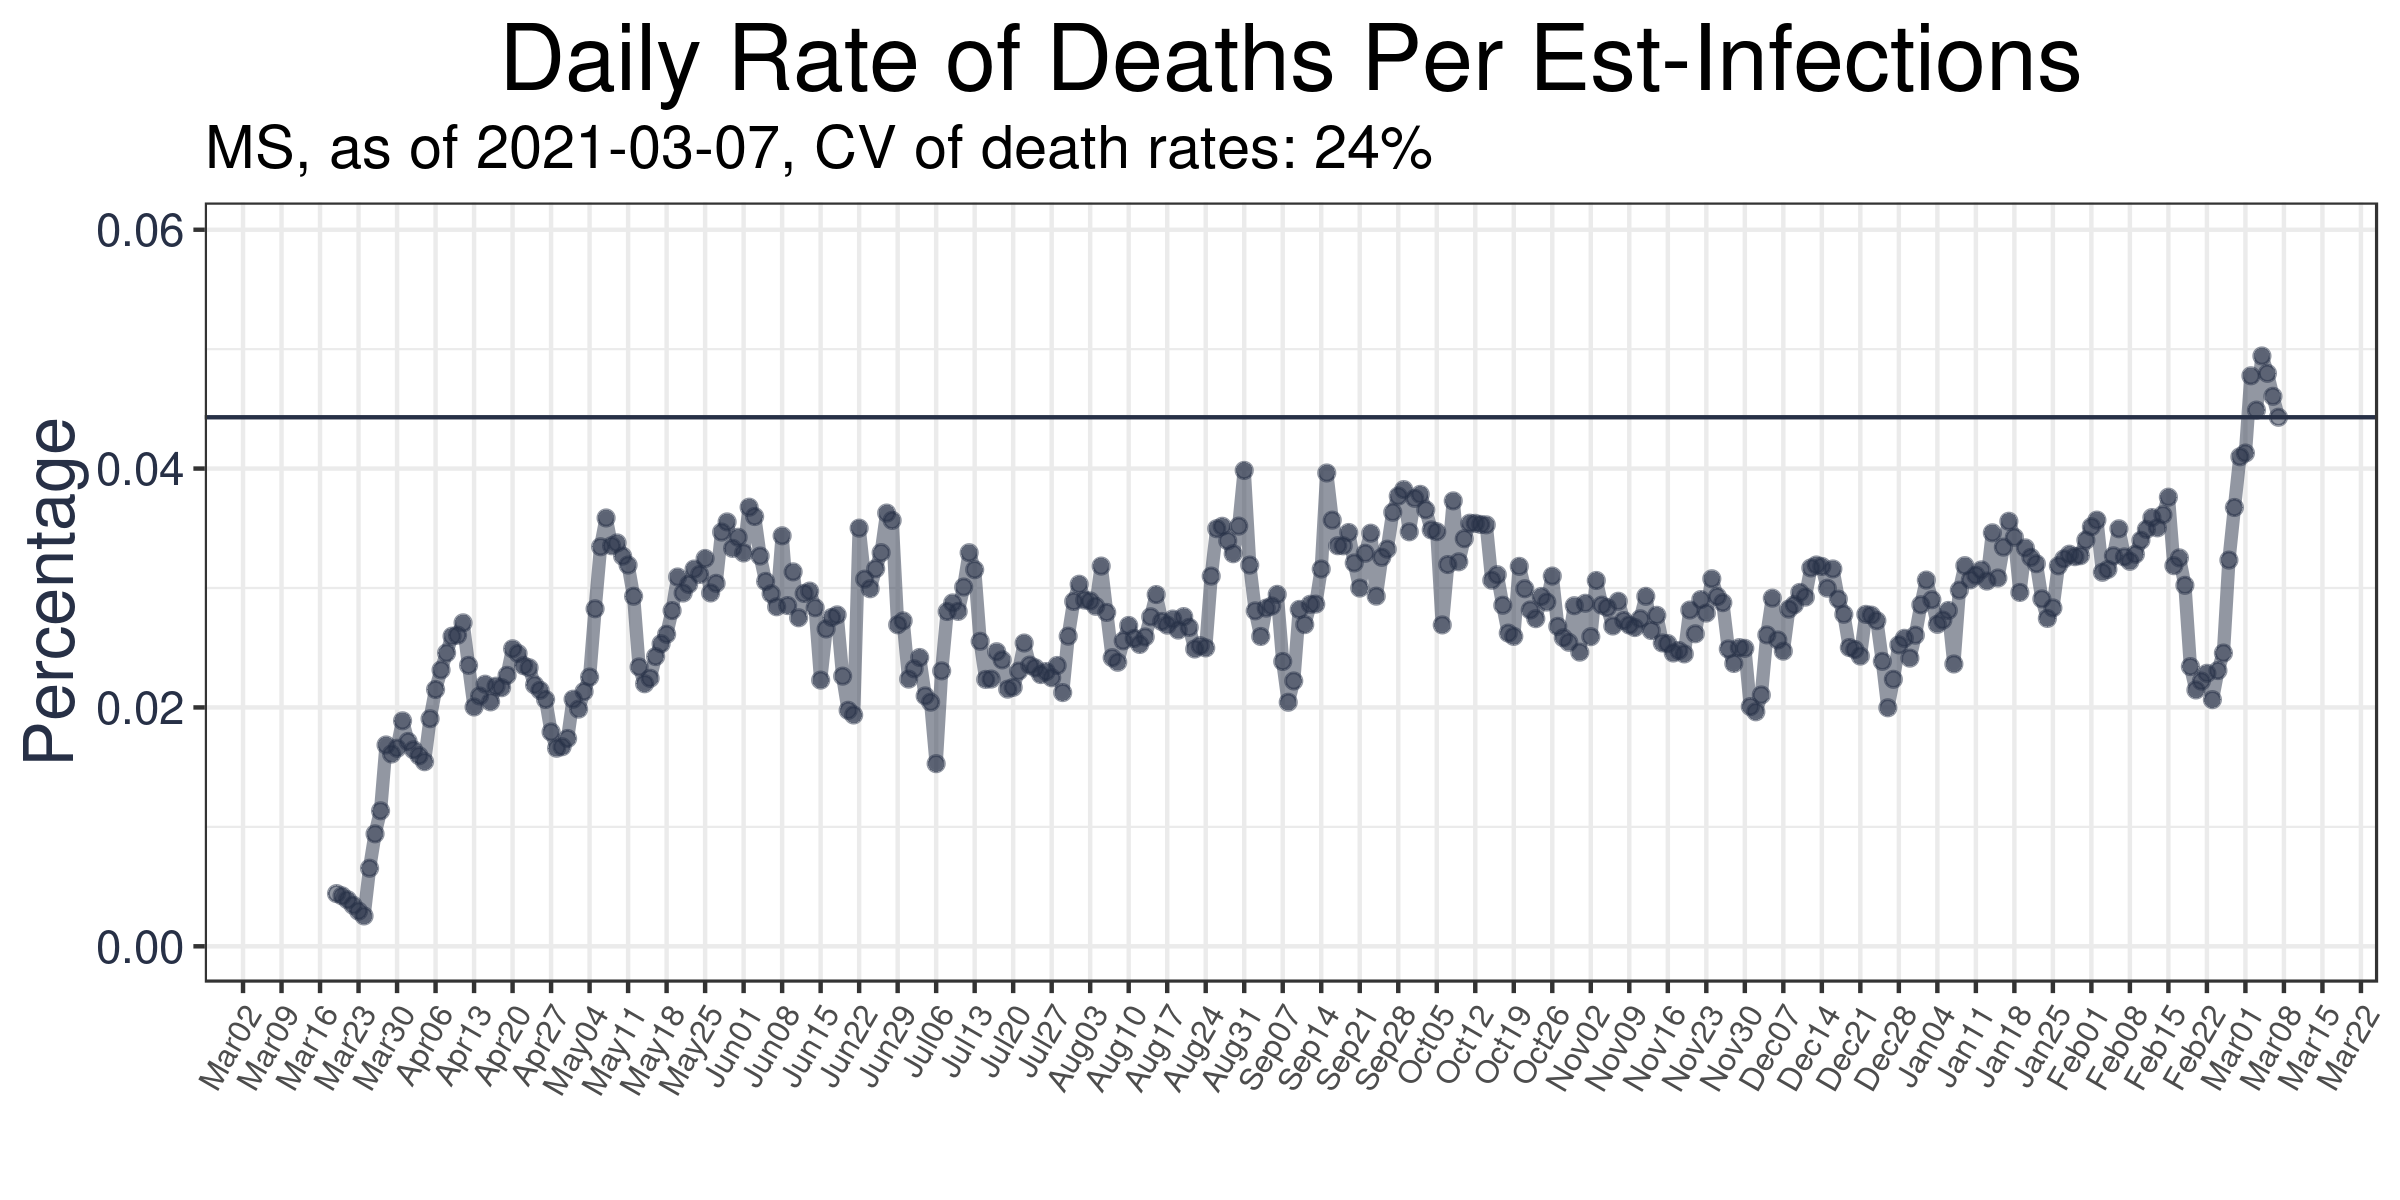 Daily Rate of Deaths Per Est-Infections
MS, as of 2021-03-07, CV of death rates: 24%
Percentage
0.06
0.04
0.02
0.00
Mar02
Mar09
Mar16
Mar23
Mar30
Apr06
Apr13
Apr20
Apr27
May04
May11
May18
May25
Jun01
Jun08
Jun15
Jun22
Jun29
Jul06
Jul13
Jul20
Jul27
Aug03
Aug10
Aug17
Aug24
Aug31
Sep07
Sep14
Sep21
Sep28
Oct05
Oct12
Oct19
Oct26
Nov02
Nov09
Nov16
Nov23
Nov30
Dec07
Dec14
Dec21
Dec28
Jan04
Jan11
Jan18
Jan25
Feb01
Feb08
Feb15
Feb22
Mar01
Mar08
Mar15
Mar22